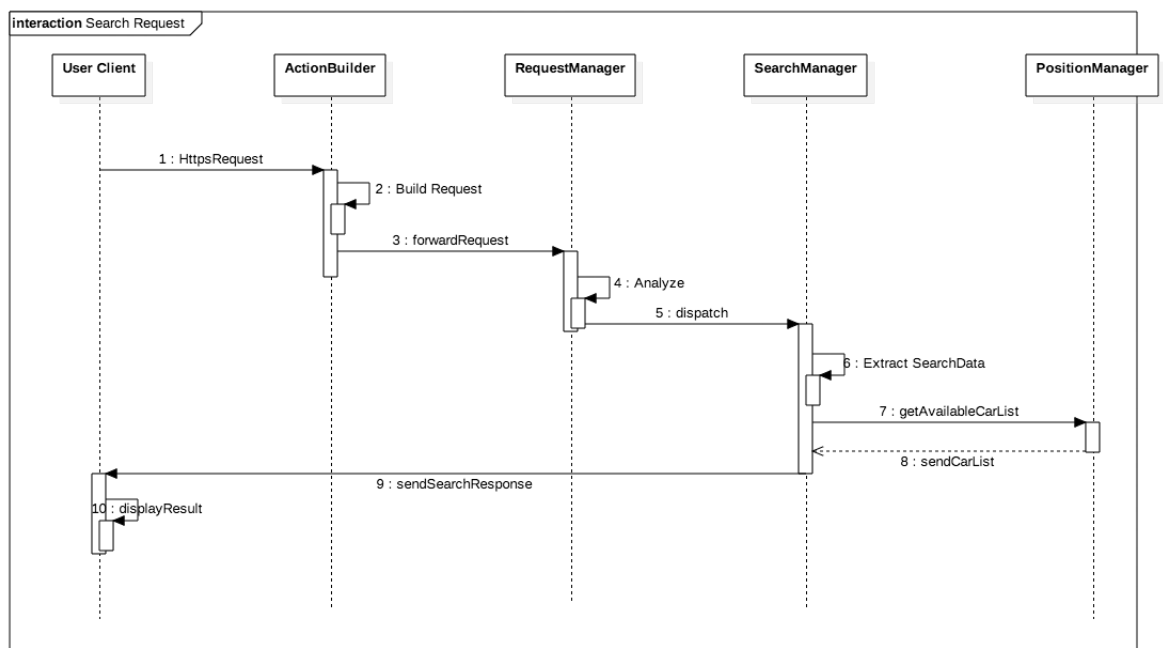 interaction Search Request
User Client
ActionBuilder
RequestManager
SearchManager
PositionManager
1 : HttpsRequest
2 : Build Request
3 : forwardRequest
4 : Analyze
5 : dispatch
6 : Extract SearchData
7 : getAvailableCarList
8 : sendCarList
9 : sendSearchResponse
10 : displayResult